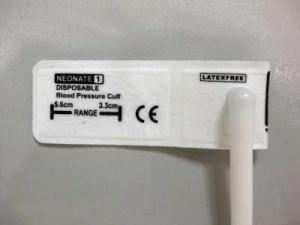 NEONATE 1
DISPOSABLE
Blood Pressure Cuff
5.6cm 3.3cm
RANGE
CE
LATEXFREE